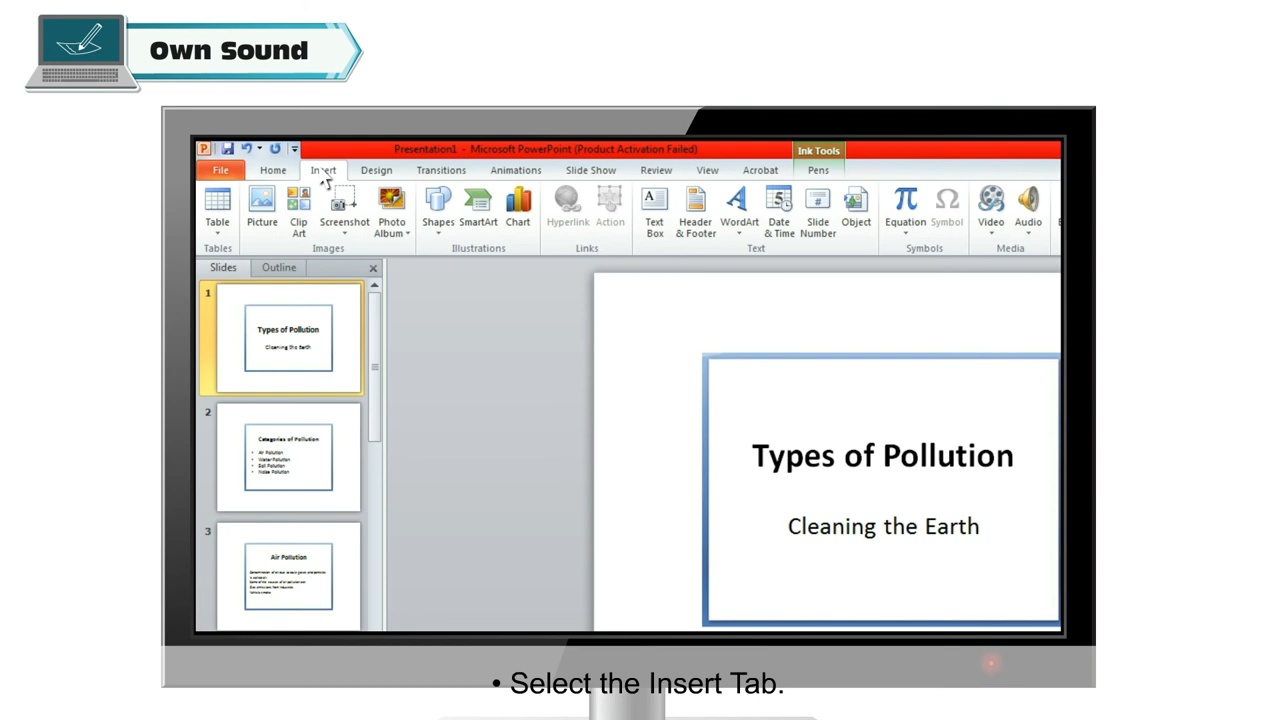 Own Sound
Presentation1 - Microsoft PowerPoint (Product Activation Failed)
Ink Tools
File Home Insert Design Transitions Animations Slide Show Review View Acrobat Pens
Table Picture Clip Art Screenshot Photo Album Shapes SmartArt Chart Hyperlink Action Text Box Header & Footer WordArt Date & Time Slide Number Object Equation Symbol Video Audio
Tables Images Illustrations Links Text Symbols Media
Slides Outline
1
Types of Pollution
Cleaning the Earth
2
Categories of Pollution
• Air Pollution
• Water Pollution
• Soil Pollution
• Noise Pollution
3
Air Pollution
Types of Pollution
Cleaning the Earth
• Select the Insert Tab.